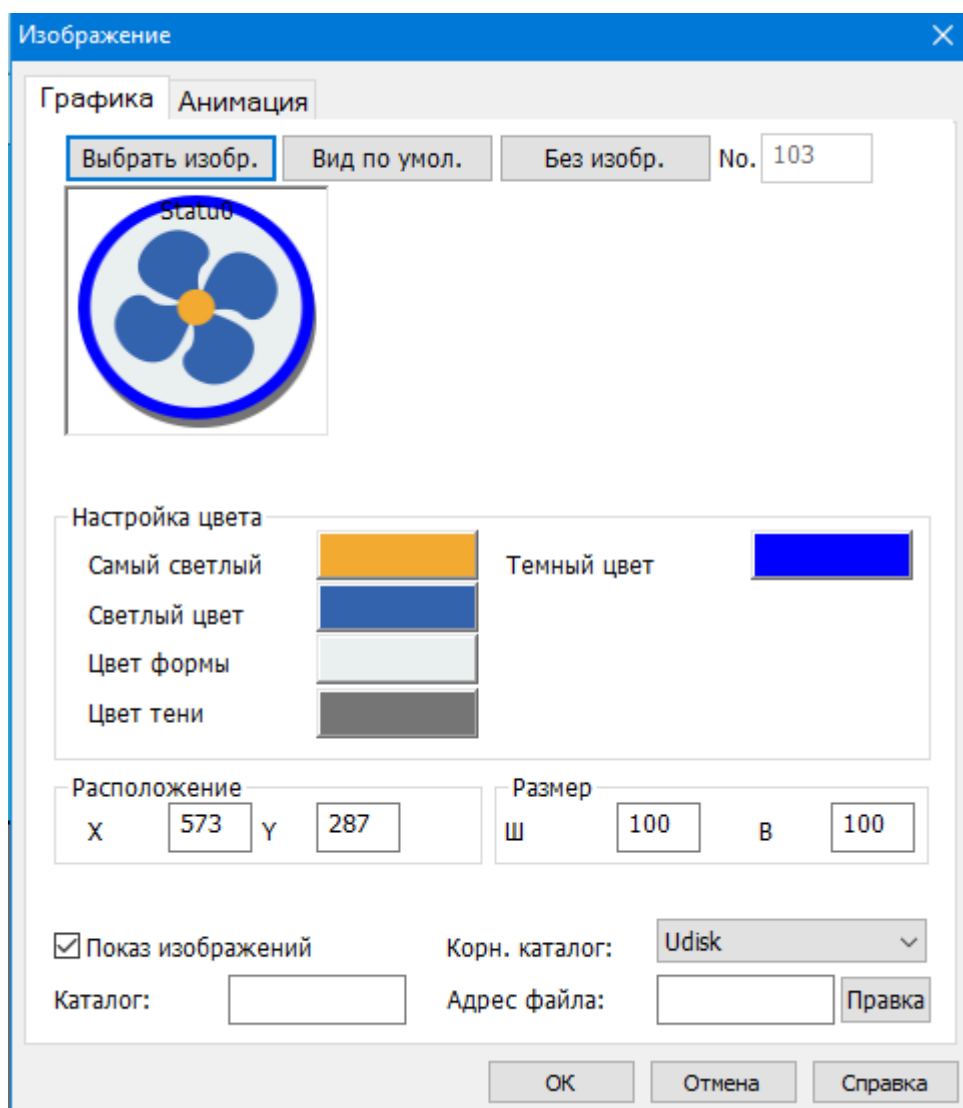 Изображение
Графика Анимация
Выбрать изобр. Вид по умол. Без изобр. No. 103
Statu0
Настройка цвета
Самый светлый Темный цвет
Светлый цвет
Цвет формы
Цвет тени
Расположение Размер
X 573 Y 287 Ш 100 В 100
Показ изображений Корн. каталог: Udisk
Каталог: Адрес файла: Правка
OK Отмена Справка